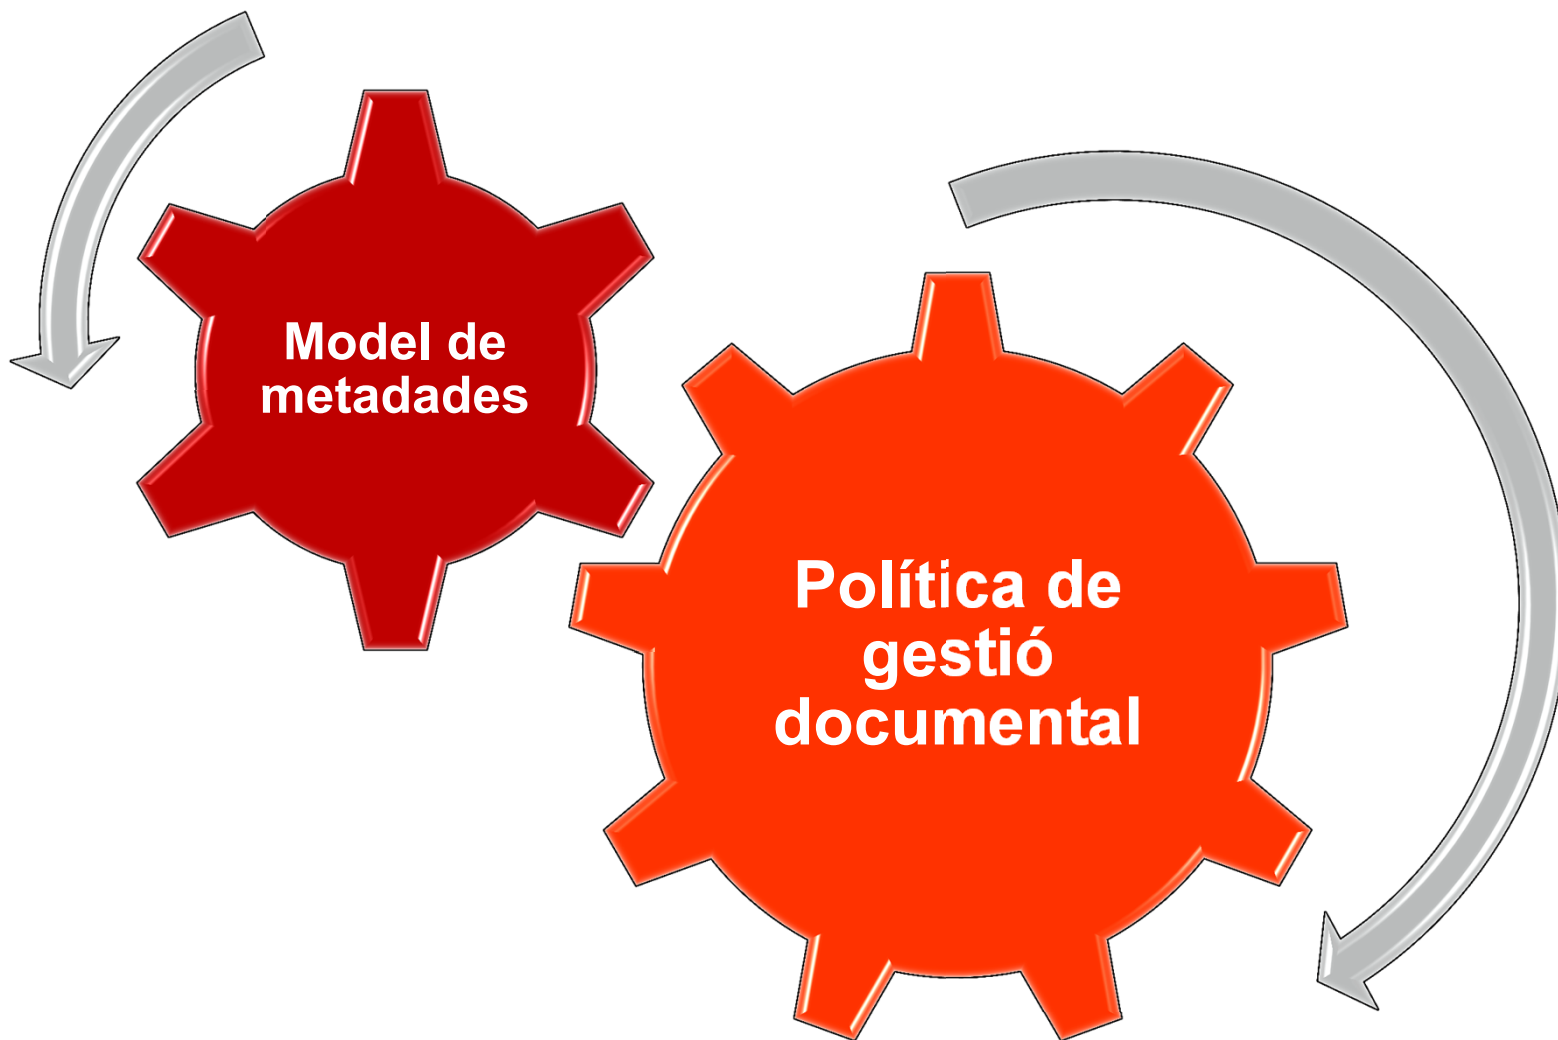 Model de
metadades
Política de
gestió
documental